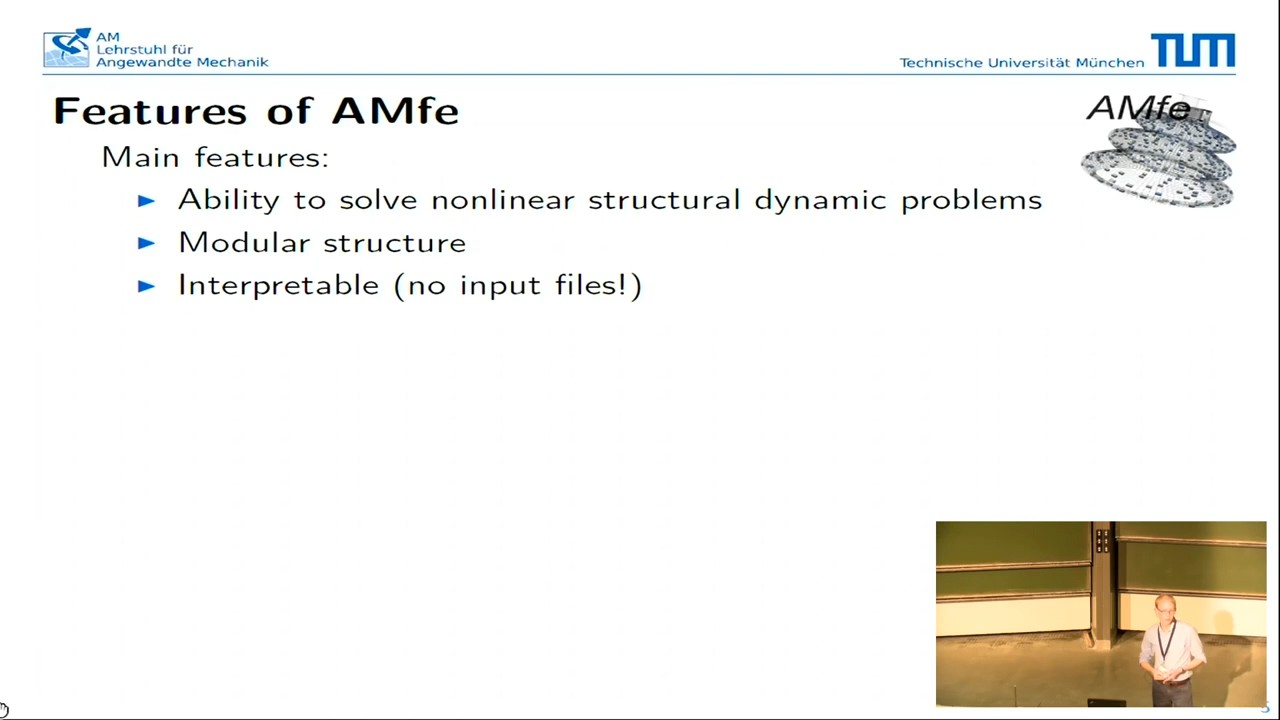 AM
Lehrstuhl für
Angewandte Mechanik
Technische Universität München
TUM
Features of AMfe
AMfe
Main features:
Ability to solve nonlinear structural dynamic problems
Modular structure
Interpretable (no input files!)
5